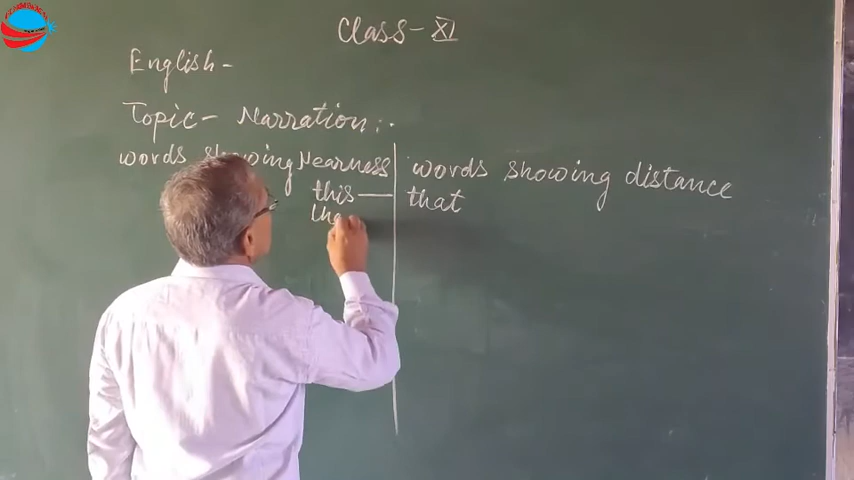 Class - XI
English -
Topic - Narration :-
words showing Nearness words showing distance
this — that
the